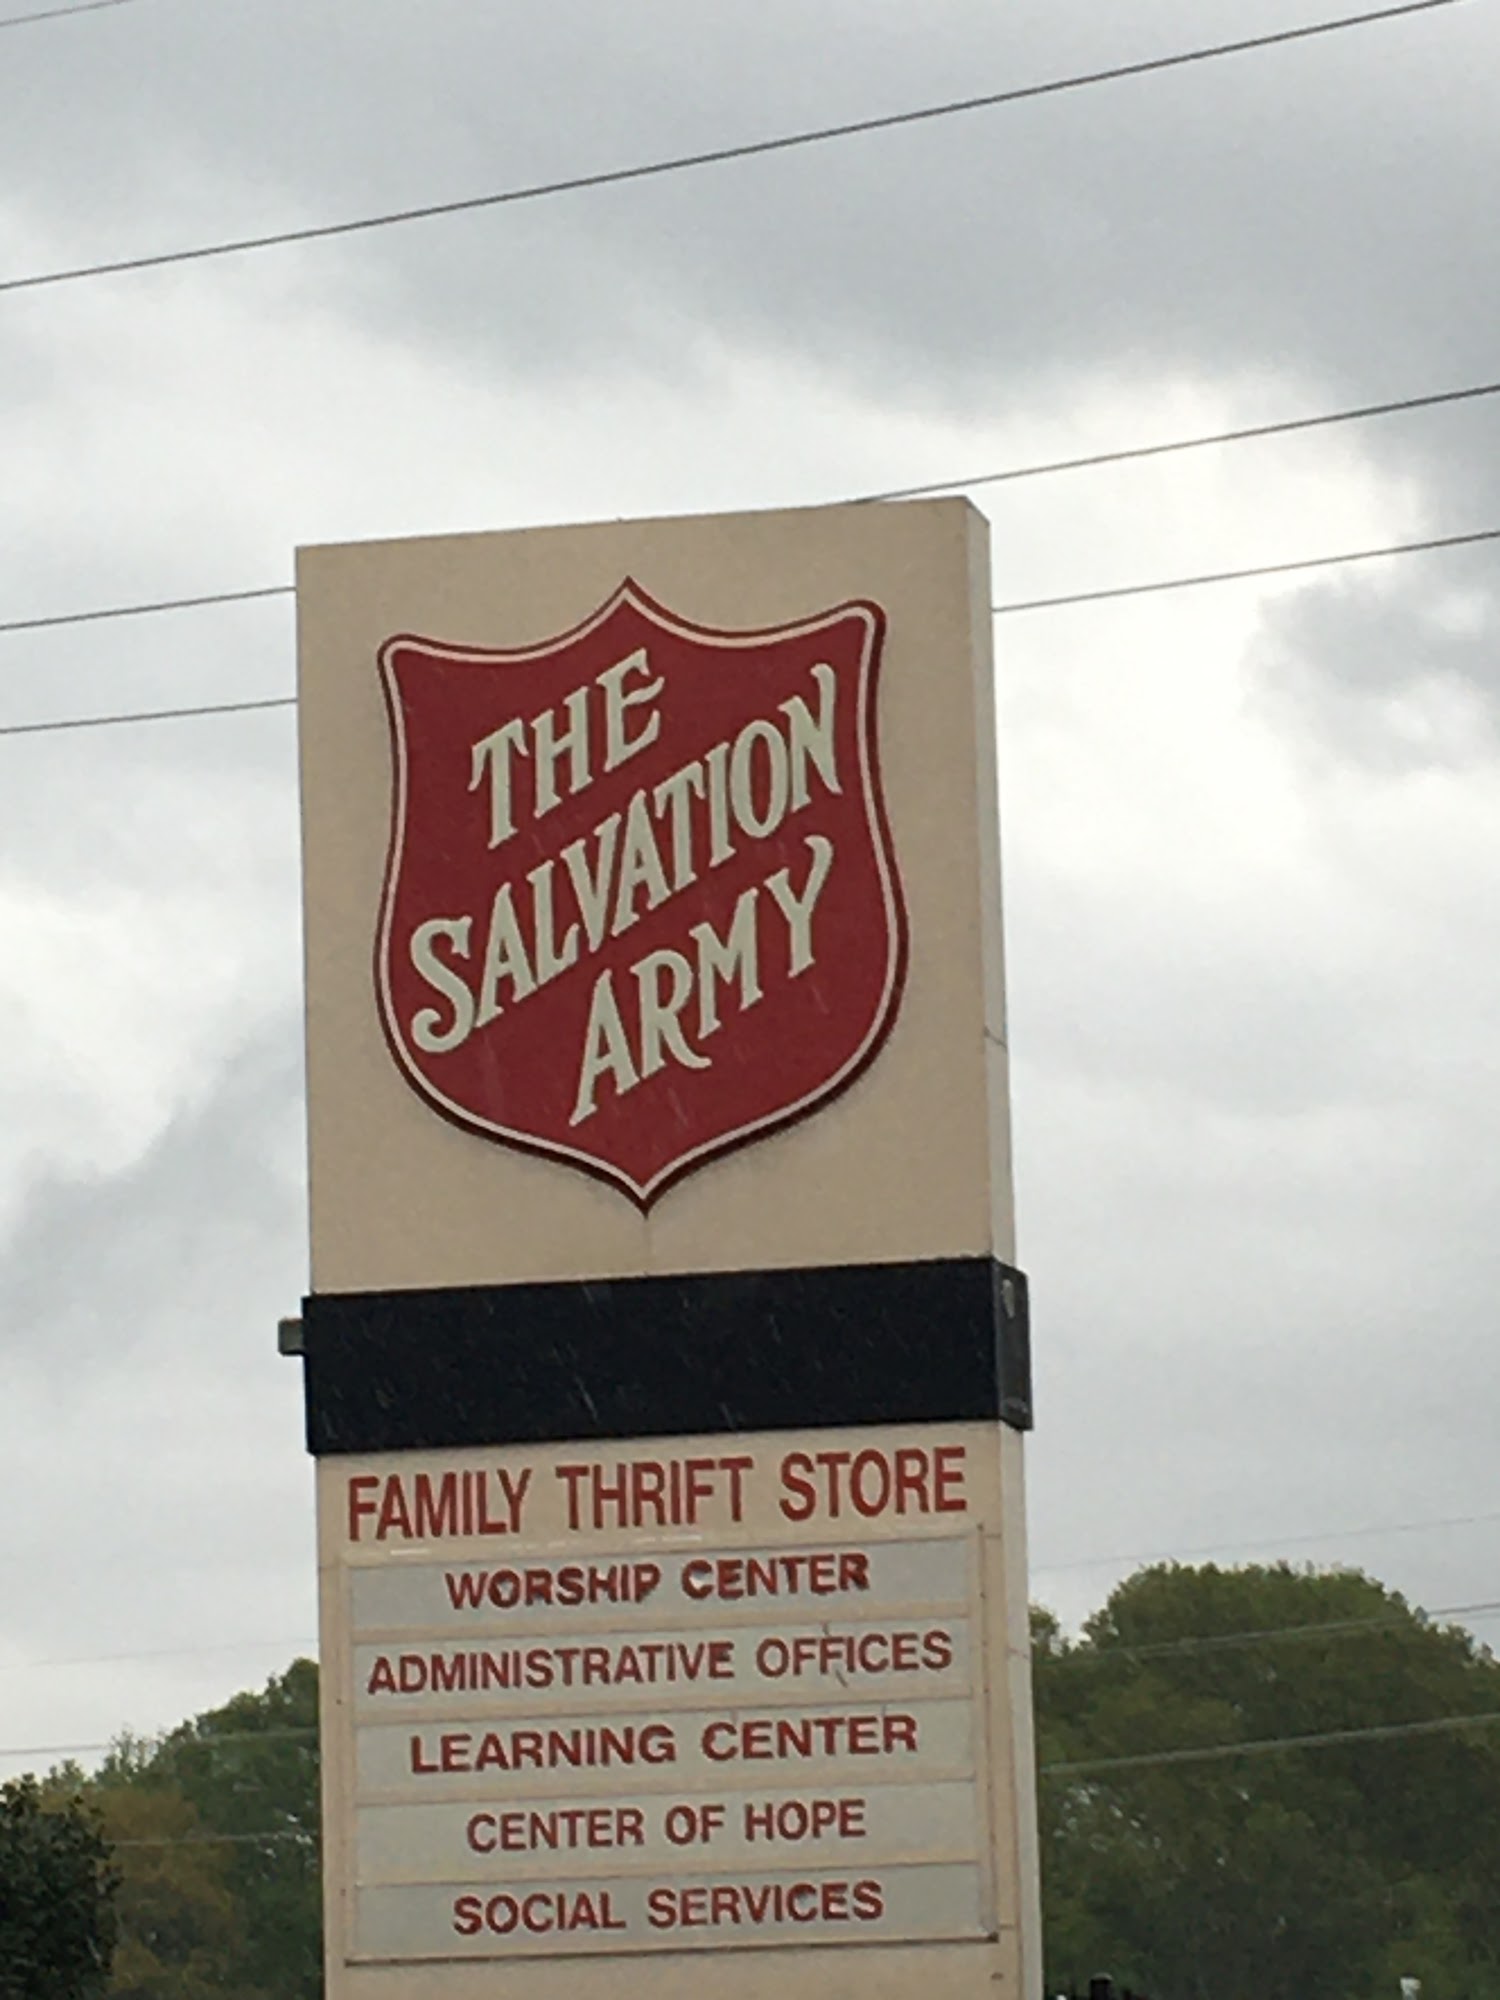 THE
SALVATION
ARMY
FAMILY THRIFT STORE
WORSHIP CENTER
ADMINISTRATIVE OFFICES
LEARNING CENTER
CENTER OF HOPE
SOCIAL SERVICES